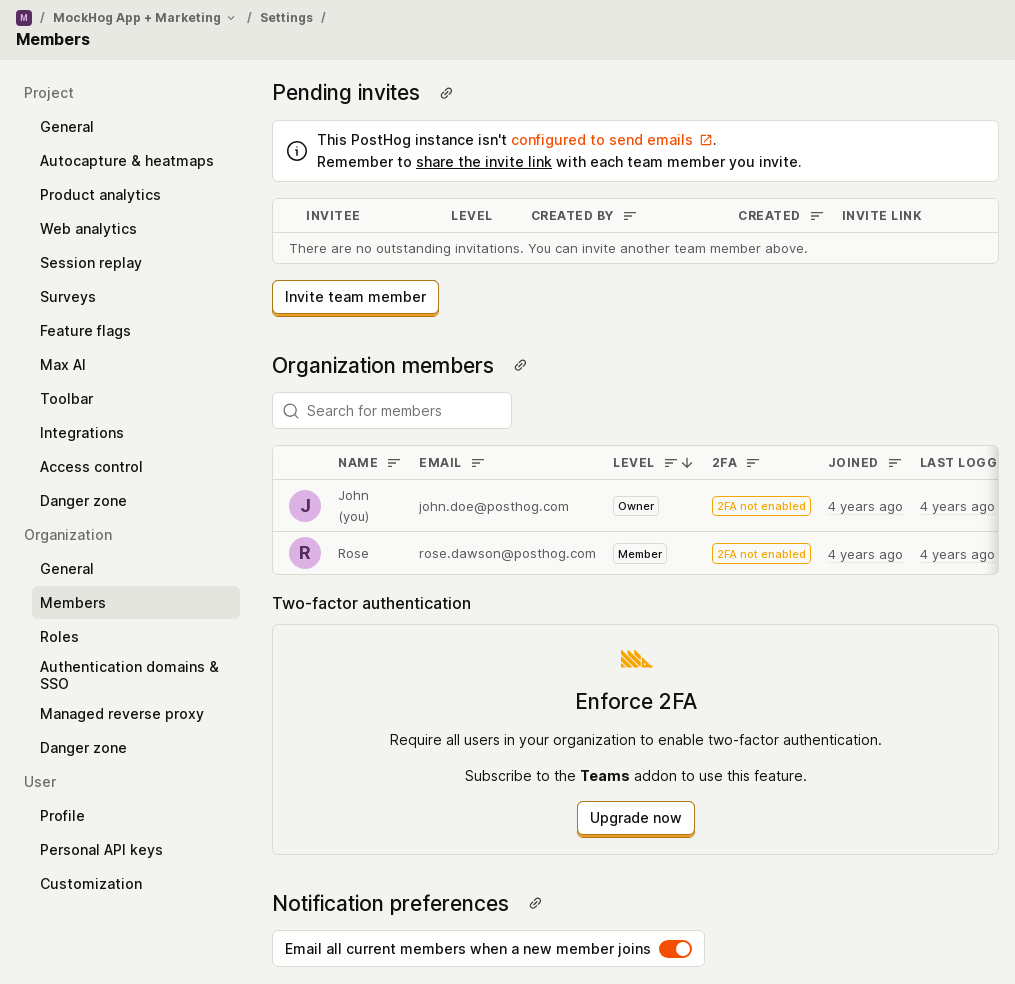 M / MockHog App + Marketing / Settings /
Members
Project
General
Autocapture & heatmaps
Product analytics
Web analytics
Session replay
Surveys
Feature flags
Max AI
Toolbar
Integrations
Access control
Danger zone
Organization
General
Members
Roles
Authentication domains &
SSO
Managed reverse proxy
Danger zone
User
Profile
Personal API keys
Customization
Pending invites
This PostHog instance isn't configured to send emails.
Remember to share the invite link with each team member you invite.
INVITEE LEVEL CREATED BY CREATED INVITE LINK
There are no outstanding invitations. You can invite another team member above.
Invite team member
Organization members
Search for members
NAME EMAIL LEVEL 2FA JOINED LAST LOGG
J John (you) john.doe@posthog.com Owner 2FA not enabled 4 years ago 4 years ago
R Rose rose.dawson@posthog.com Member 2FA not enabled 4 years ago 4 years ago
Two-factor authentication
Enforce 2FA
Require all users in your organization to enable two-factor authentication.
Subscribe to the Teams addon to use this feature.
Upgrade now
Notification preferences
Email all current members when a new member joins